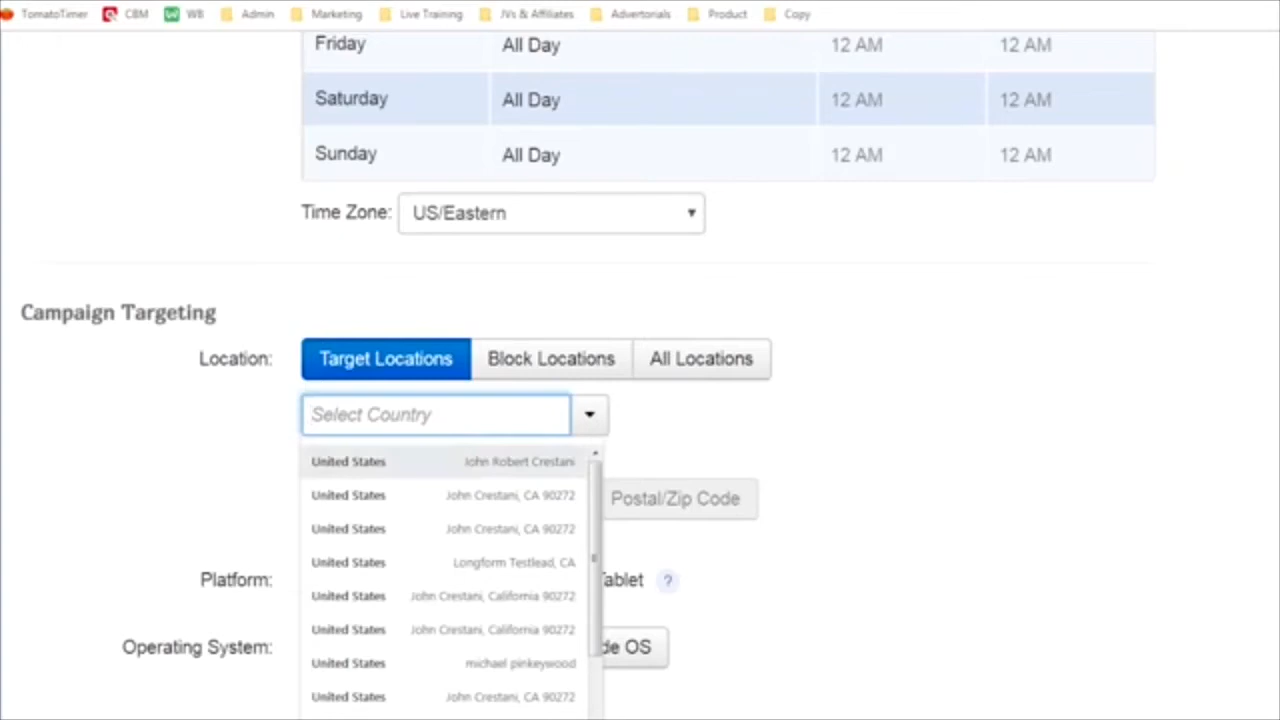 TomatoTimer CBM WB Admin Marketing Live Training JVs & Affiliates Advertorials Product Copy
Friday All Day 12 AM 12 AM
Saturday All Day 12 AM 12 AM
Sunday All Day 12 AM 12 AM
Time Zone: US/Eastern
Campaign Targeting
Location: Target Locations Block Locations All Locations
Select Country
United States John Robert Crestani
United States John Crestani, CA 90272
Postal/Zip Code
United States John Crestani, CA 90272
United States Longform Testlead, CA
Platform: Tablet ?
United States John Crestani, California 90272
United States John Crestani, California 90272
Operating System: de OS
United States michael pinkeywood
United States John Crestani, CA 90272